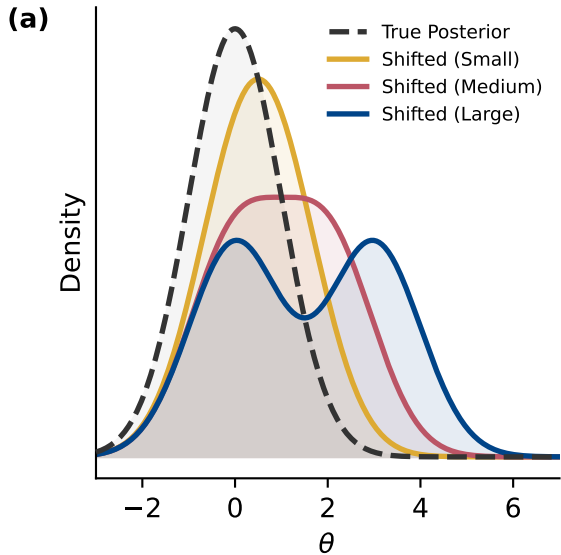 (a)
True Posterior
Shifted (Small)
Shifted (Medium)
Shifted (Large)
Density
−2 0 2 4 6
θ